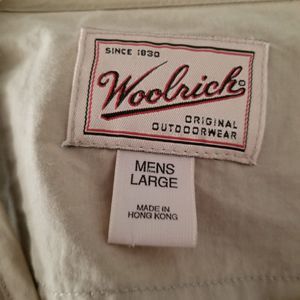 SINCE 1830
Woolrich®
ORIGINAL
OUTDOORWEAR
MENS
LARGE
MADE IN
HONG KONG